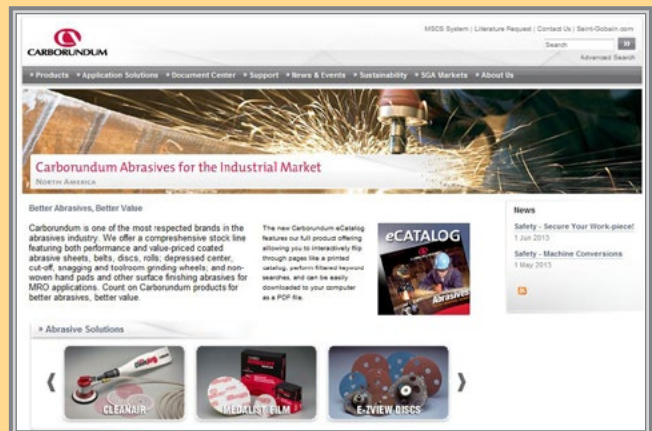 MSCS System | Literature Request | Contact Us | Saint-Gobain.com
Search
Advanced Search
CARBORUNDUM
Products Application Solutions Document Center Support News & Events Sustainability SGA Markets About Us
Carborundum Abrasives for the Industrial Market
NORTH AMERICA
Better Abrasives, Better Value
Carborundum is one of the most respected brands in the
abrasives industry. We offer a comprehensive stock line
featuring both performance and value-priced coated
abrasive sheets, belts, discs, rolls; depressed center,
cut-off, snagging and toolroom grinding wheels; and non-
woven hand pads and other surface finishing abrasives for
MRO applications. Count on Carborundum products for
better abrasives, better value.
The new Carborundum eCatalog
features our full product offering
allowing you to interactively flip
through pages like a printed
catalog, perform filtered keyword
searches, and can be easily
downloaded to your computer
as a PDF file.
eCATALOG
Abrasives
News
Safety - Secure Your Work-piece!
1 Jun 2013
Safety - Machine Conversions
1 May 2013
» Abrasive Solutions
CLEANAIR
MEDALIST FILM
E-ZVIEW DISCS